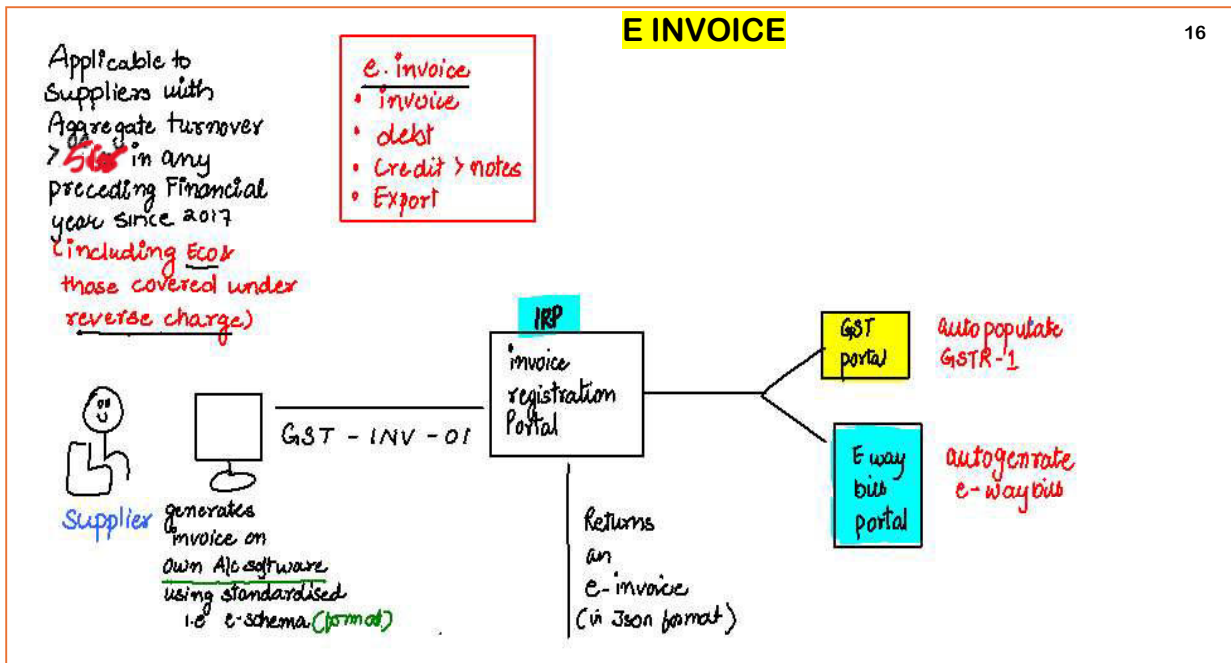 E INVOICE
16
Applicable to
Suppliers with
Aggregate turnover
> 5Cr in any
preceding Financial
year since 2017
(including Eco &
those covered under
reverse charge)
e. invoice
• invoice
• debt
• Credit > notes
• Export
IRP
invoice
registration
Portal
GST
portal
autopopulate
GSTR-1
GST - INV - 01
E way
bill
portal
autogenrate
e-way bill
Supplier
generates
invoice on
own A/c software
using standardised
i.e e-schema (format)
Returns
an
e-invoice
(in Json format)